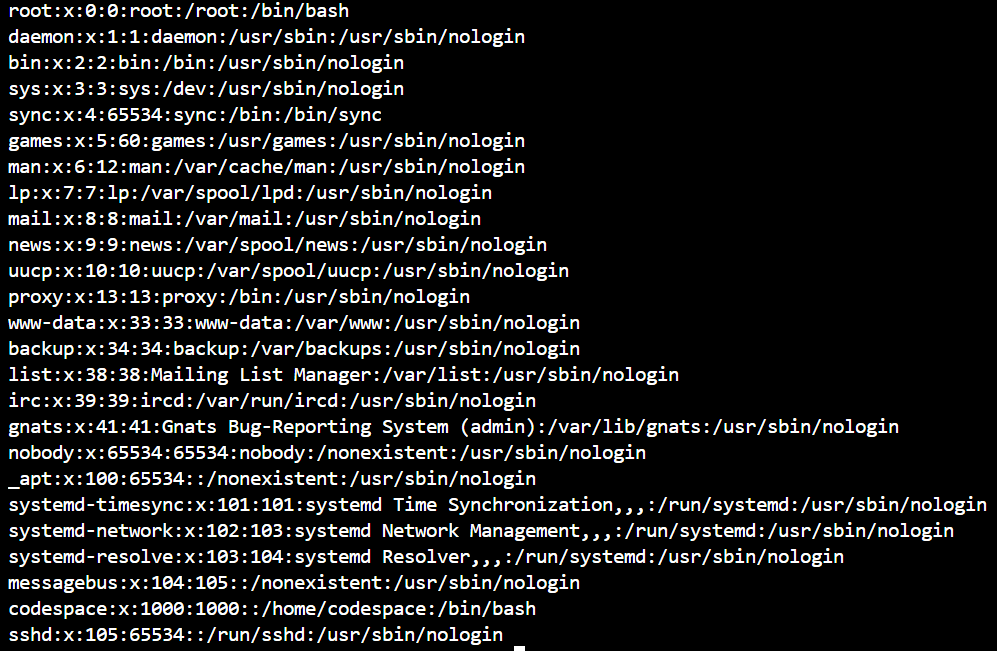 root:x:0:0:root:/root:/bin/bash
daemon:x:1:1:daemon:/usr/sbin:/usr/sbin/nologin
bin:x:2:2:bin:/bin:/usr/sbin/nologin
sys:x:3:3:sys:/dev:/usr/sbin/nologin
sync:x:4:65534:sync:/bin:/bin/sync
games:x:5:60:games:/usr/games:/usr/sbin/nologin
man:x:6:12:man:/var/cache/man:/usr/sbin/nologin
lp:x:7:7:lp:/var/spool/lpd:/usr/sbin/nologin
mail:x:8:8:mail:/var/mail:/usr/sbin/nologin
news:x:9:9:news:/var/spool/news:/usr/sbin/nologin
uucp:x:10:10:uucp:/var/spool/uucp:/usr/sbin/nologin
proxy:x:13:13:proxy:/bin:/usr/sbin/nologin
www-data:x:33:33:www-data:/var/www:/usr/sbin/nologin
backup:x:34:34:backup:/var/backups:/usr/sbin/nologin
list:x:38:38:Mailing List Manager:/var/list:/usr/sbin/nologin
irc:x:39:39:ircd:/var/run/ircd:/usr/sbin/nologin
gnats:x:41:41:Gnats Bug-Reporting System (admin):/var/lib/gnats:/usr/sbin/nologin
nobody:x:65534:65534:nobody:/nonexistent:/usr/sbin/nologin
_apt:x:100:65534::/nonexistent:/usr/sbin/nologin
systemd-timesync:x:101:101:systemd Time Synchronization,,,:/run/systemd:/usr/sbin/nologin
systemd-network:x:102:103:systemd Network Management,,,:/run/systemd:/usr/sbin/nologin
systemd-resolve:x:103:104:systemd Resolver,,,:/run/systemd:/usr/sbin/nologin
messagebus:x:104:105::/nonexistent:/usr/sbin/nologin
codespace:x:1000:1000::/home/codespace:/bin/bash
sshd:x:105:65534::/run/sshd:/usr/sbin/nologin